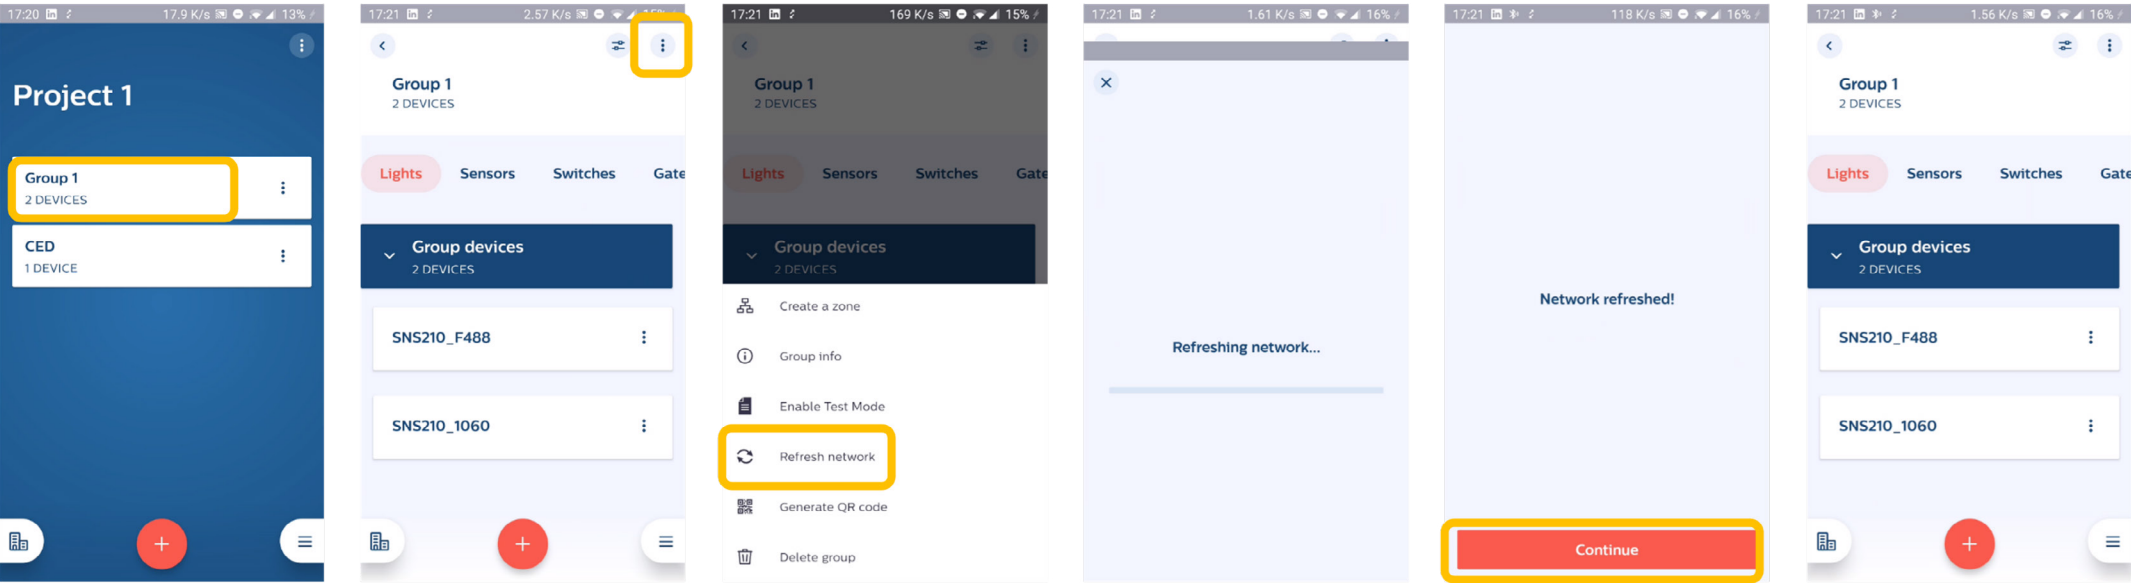 17:20 17.9 K/s 13%
Project 1
Group 1
2 DEVICES
CED
1 DEVICE
17:21 2.57 K/s 15%
Group 1
2 DEVICES
Lights Sensors Switches Gate
Group devices
2 DEVICES
SNS210_F488
SNS210_1060
17:21 169 K/s 15%
Group 1
2 DEVICES
Lights Sensors Switches Gate
Group devices
2 DEVICES
Create a zone
Group info
Enable Test Mode
Refresh network
Generate QR code
Delete group
17:21 1.61 K/s 16%
Refreshing network...
17:21 118 K/s 16%
Network refreshed!
Continue
17:21 1.56 K/s 16%
Group 1
2 DEVICES
Lights Sensors Switches Gate
Group devices
2 DEVICES
SNS210_F488
SNS210_1060